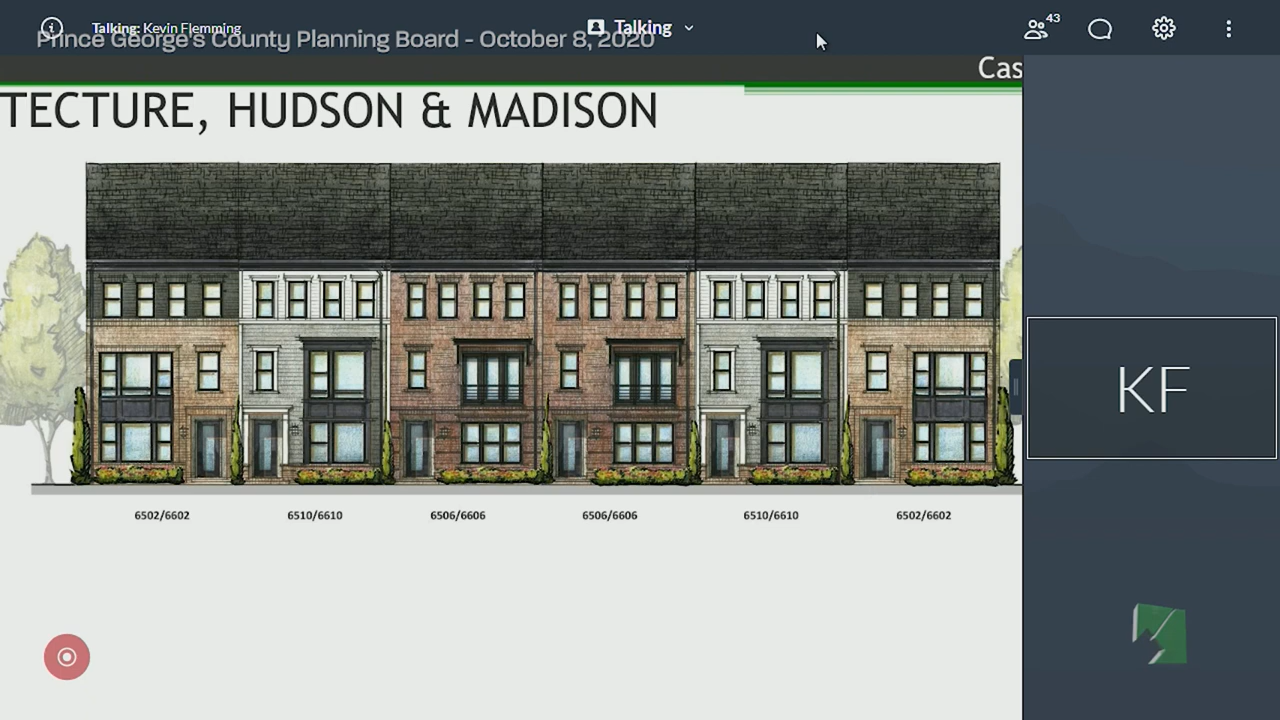 Talking: Kevin Flemming
Talking
43
Prince George's County Planning Board - October 8, 2020
Cas
TECTURE, HUDSON & MADISON
KF
6502/6602
6510/6610
6506/6606
6506/6606
6510/6610
6502/6602